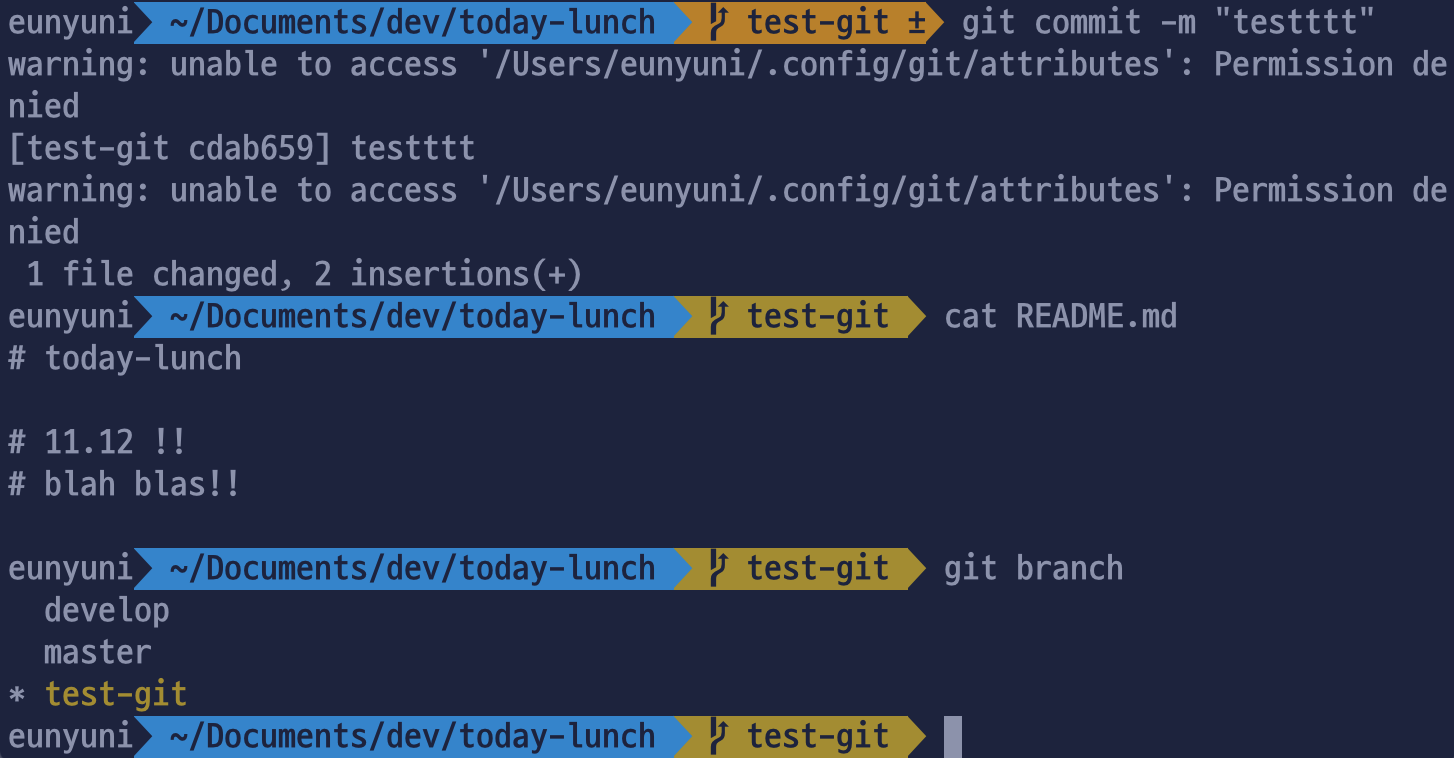 eunyuni ~/Documents/dev/today-lunch test-git ± git commit -m "testttt"
warning: unable to access '/Users/eunyuni/.config/git/attributes': Permission de
nied
[test-git cdab659] testttt
warning: unable to access '/Users/eunyuni/.config/git/attributes': Permission de
nied
 1 file changed, 2 insertions(+)
eunyuni ~/Documents/dev/today-lunch test-git cat README.md
# today-lunch

# 11.12 !!
# blah blas!!

eunyuni ~/Documents/dev/today-lunch test-git git branch
  develop
  master
* test-git
eunyuni ~/Documents/dev/today-lunch test-git